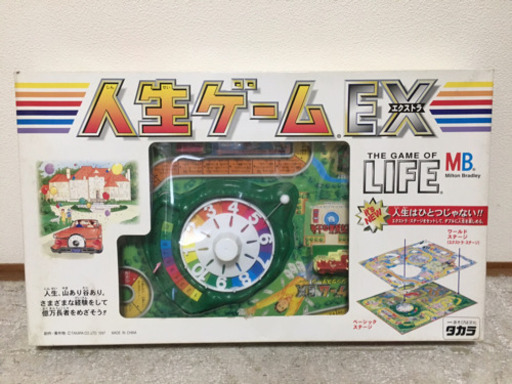 人生ゲーム EX
エクストラ
THE GAME OF
LIFE
MB
Milton Bradley
NEW
人生はひとつじゃない!!
ワールド
ステージ
ベーシック
ステージ
人生、山あり谷あり。
さまざまな経験をして
億万長者をめざそう!!
MADE IN CHINA
タカラ